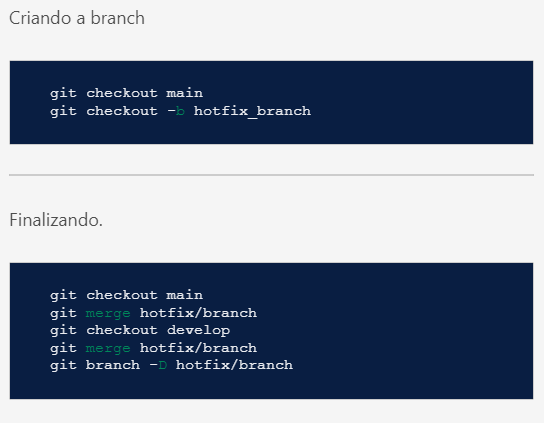 Criando a branch
git checkout main
git checkout -b hotfix_branch
Finalizando.
git checkout main
git merge hotfix/branch
git checkout develop
git merge hotfix/branch
git branch -D hotfix/branch